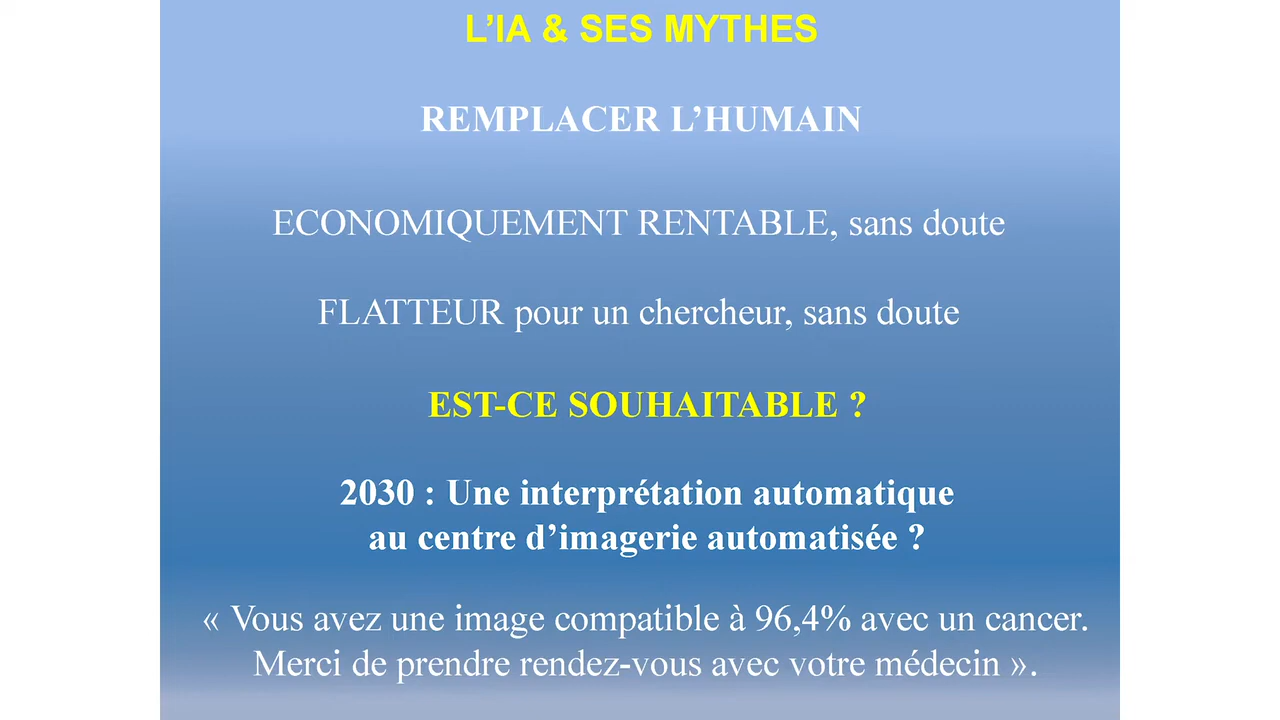 L’IA & SES MYTHES
REMPLACER L’HUMAIN
ECONOMIQUEMENT RENTABLE, sans doute
FLATTEUR pour un chercheur, sans doute
EST-CE SOUHAITABLE ?
2030 : Une interprétation automatique
au centre d’imagerie automatisée ?
« Vous avez une image compatible à 96,4% avec un cancer.
Merci de prendre rendez-vous avec votre médecin ».